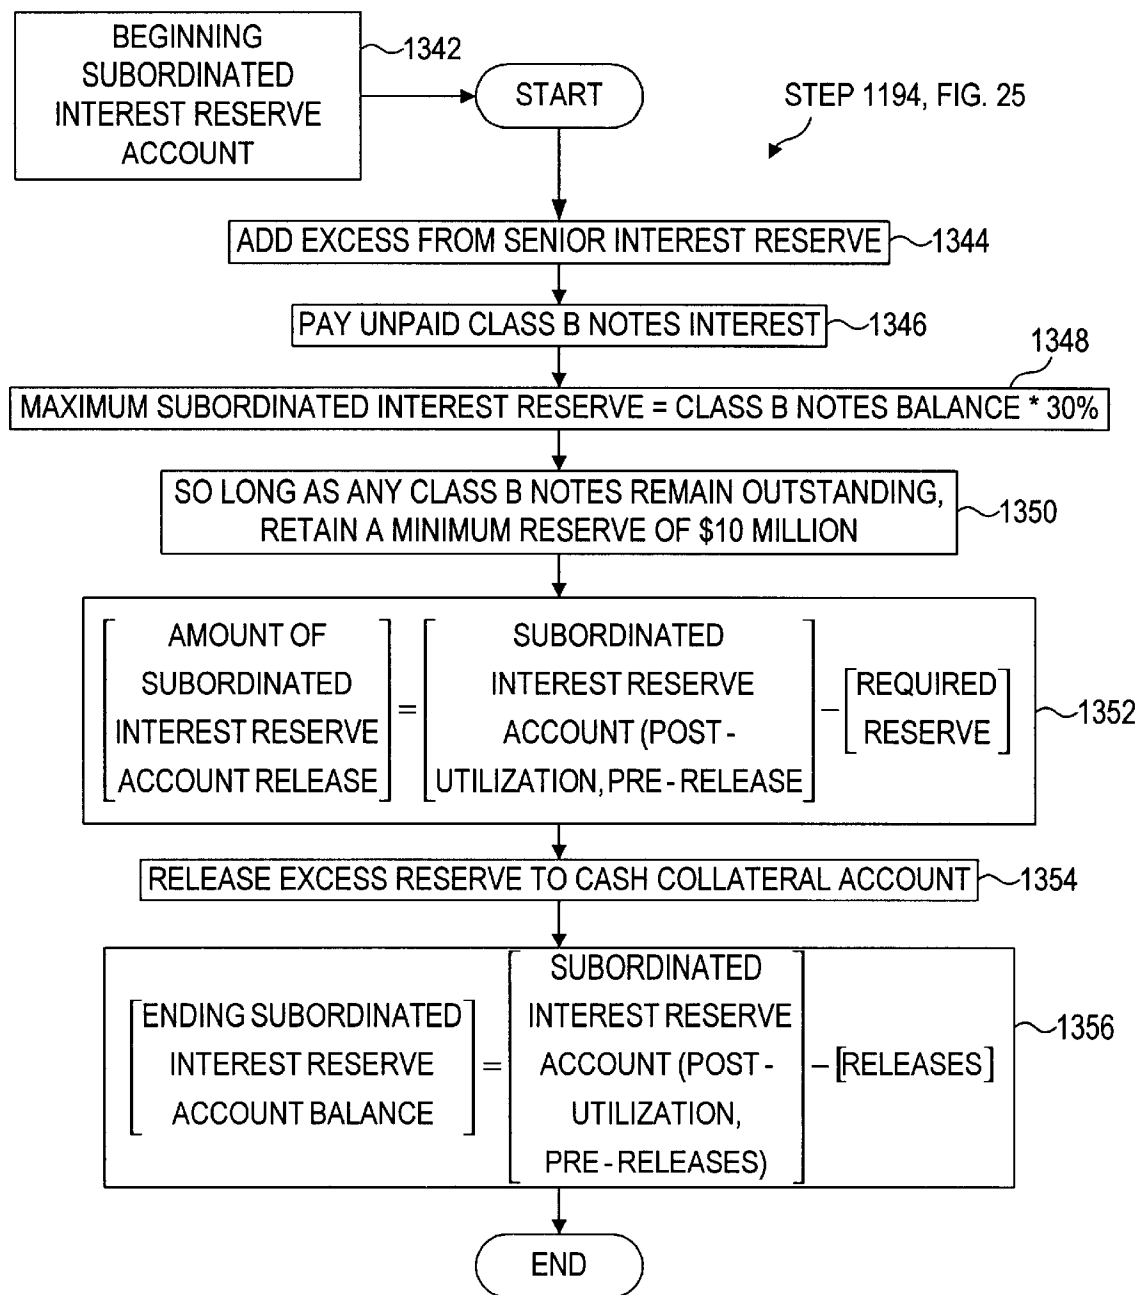 BEGINNING
SUBORDINATED
INTEREST RESERVE
ACCOUNT
1342
START
STEP 1194, FIG. 25
ADD EXCESS FROM SENIOR INTEREST RESERVE
1344
PAY UNPAID CLASS B NOTES INTEREST
1346
1348
MAXIMUM SUBORDINATED INTEREST RESERVE = CLASS B NOTES BALANCE * 30%
SO LONG AS ANY CLASS B NOTES REMAIN OUTSTANDING,
RETAIN A MINIMUM RESERVE OF $10 MILLION
1350
AMOUNT OF
SUBORDINATED
INTEREST RESERVE
ACCOUNT RELEASE
=
SUBORDINATED
INTEREST RESERVE
ACCOUNT (POST -
UTILIZATION, PRE - RELEASE
-
REQUIRED
RESERVE
1352
RELEASE EXCESS RESERVE TO CASH COLLATERAL ACCOUNT
1354
ENDING SUBORDINATED
INTEREST RESERVE
ACCOUNT BALANCE
=
SUBORDINATED
INTEREST RESERVE
ACCOUNT (POST -
UTILIZATION,
PRE - RELEASES)
- [RELEASES]
1356
END